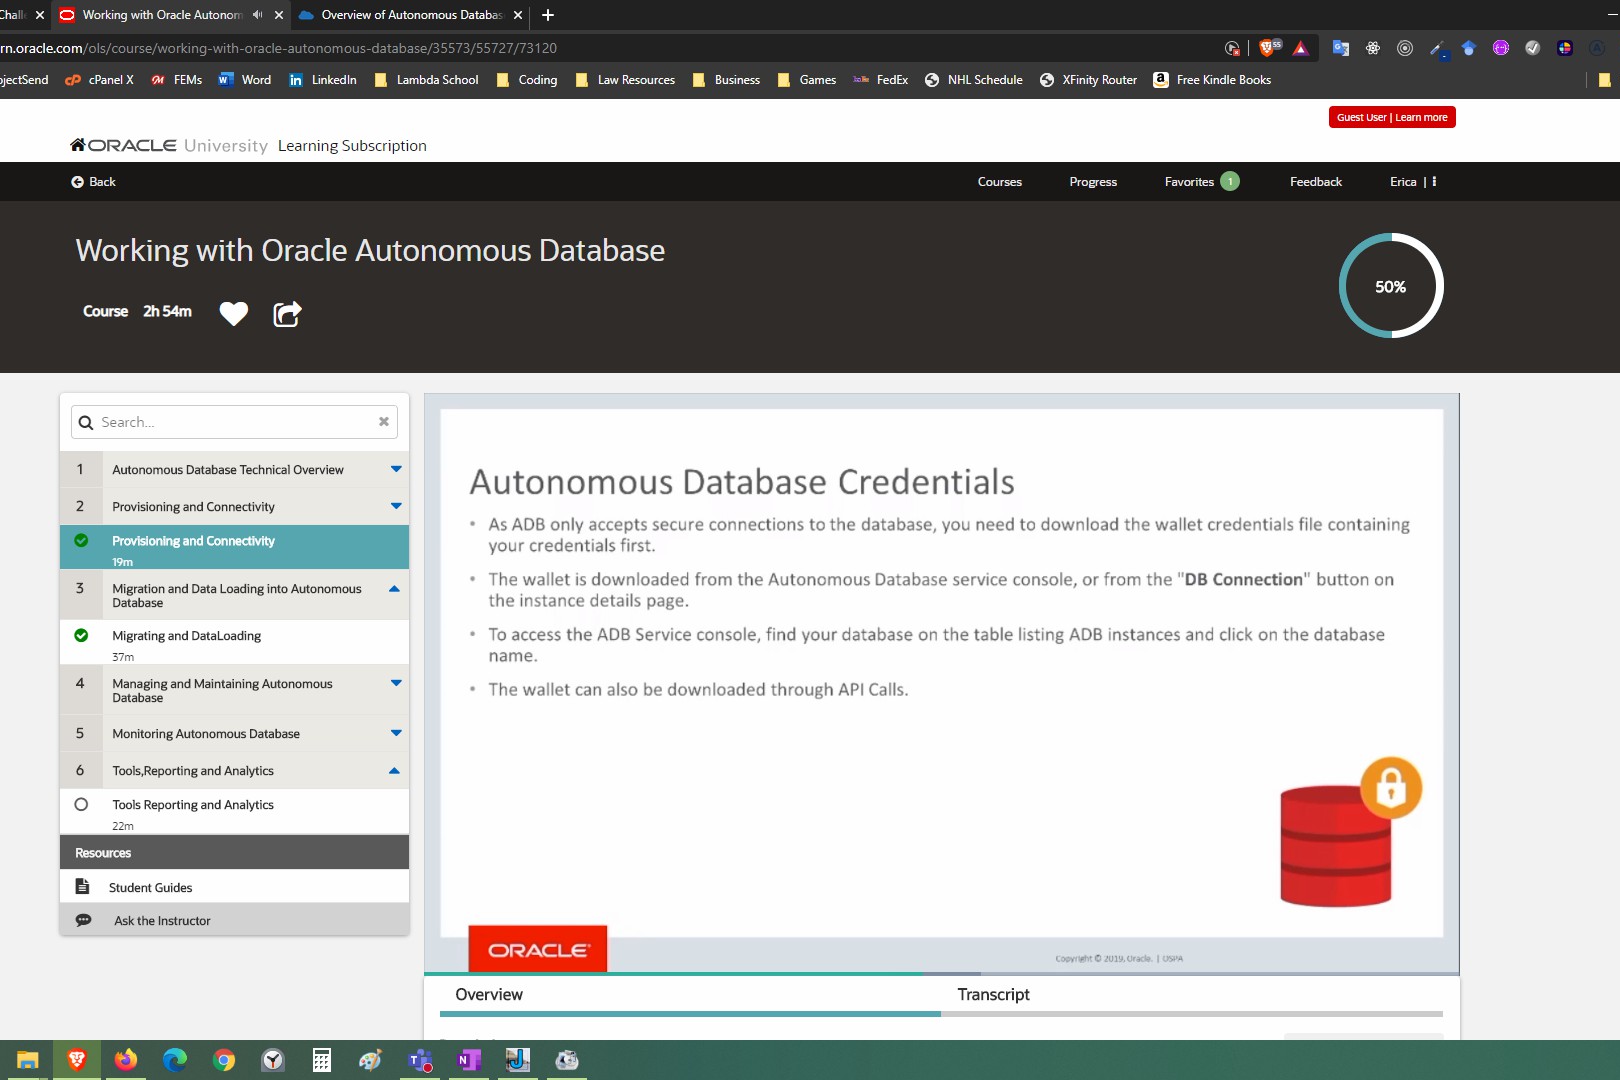 Chall
Working with Oracle Autonom
Overview of Autonomous Databas
rn.oracle.com/ols/course/working-with-oracle-autonomous-database/35573/55727/73120
ojectSend
cPanel X
FEMs
Word
LinkedIn
Lambda School
Coding
Law Resources
Business
Games
FedEx
NHL Schedule
XFinity Router
Free Kindle Books
Guest User | Learn more
ORACLE University Learning Subscription
Back
Courses
Progress
Favorites 1
Feedback
Erica |
Working with Oracle Autonomous Database
Course 2h 54m
50%
Search...
1 Autonomous Database Technical Overview
2 Provisioning and Connectivity
Provisioning and Connectivity
19m
3 Migration and Data Loading into Autonomous
Database
Migrating and DataLoading
37m
4 Managing and Maintaining Autonomous
Database
5 Monitoring Autonomous Database
6 Tools,Reporting and Analytics
Tools Reporting and Analytics
22m
Resources
Student Guides
Ask the Instructor
Autonomous Database Credentials
• As ADB only accepts secure connections to the database, you need to download the wallet credentials file containing
your credentials first.
• The wallet is downloaded from the Autonomous Database service console, or from the "DB Connection" button on
the instance details page.
• To access the ADB Service console, find your database on the table listing ADB instances and click on the database
name.
• The wallet can also be downloaded through API Calls.
ORACLE
Copyright © 2019, Oracle. | OSPA
Overview
Transcript